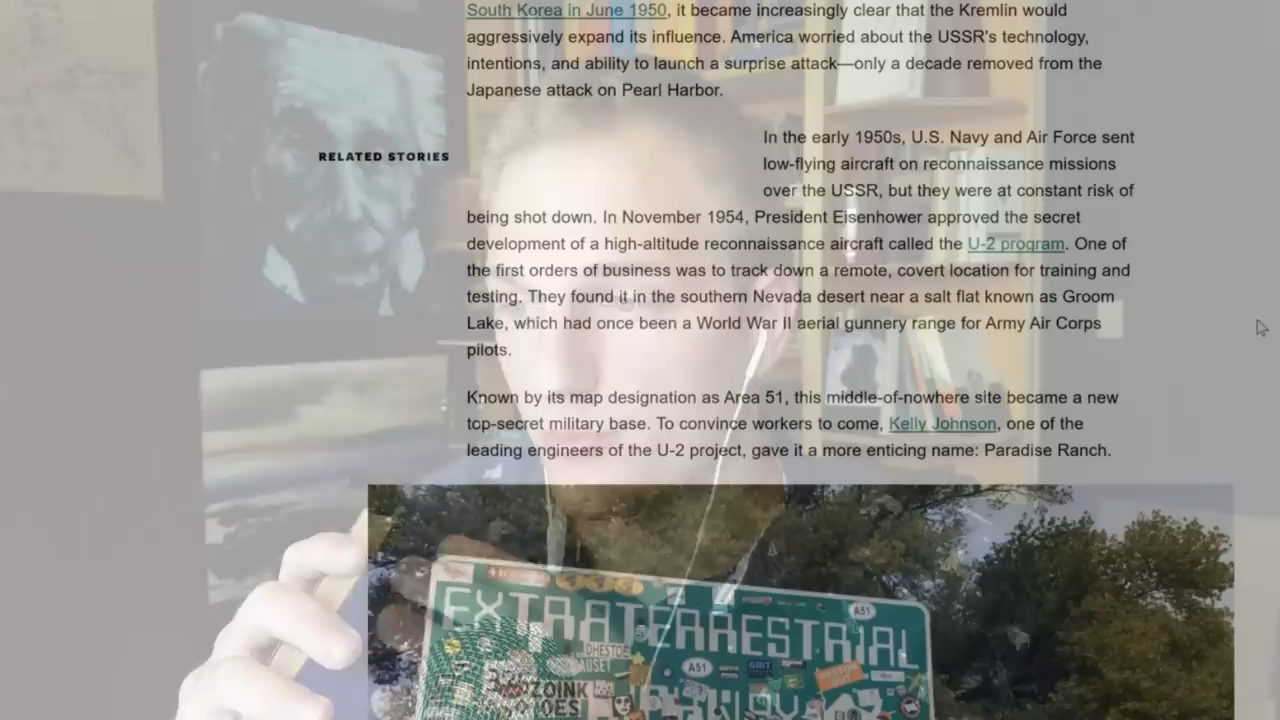 South Korea in June 1950, it became increasingly clear that the Kremlin would
aggressively expand its influence. America worried about the USSR's technology,
intentions, and ability to launch a surprise attack—only a decade removed from the
Japanese attack on Pearl Harbor.
RELATED STORIES
In the early 1950s, U.S. Navy and Air Force sent
low-flying aircraft on reconnaissance missions
over the USSR, but they were at constant risk of
being shot down. In November 1954, President Eisenhower approved the secret
development of a high-altitude reconnaissance aircraft called the U-2 program. One of
the first orders of business was to track down a remote, covert location for training and
testing. They found it in the southern Nevada desert near a salt flat known as Groom
Lake, which had once been a World War II aerial gunnery range for Army Air Corps
pilots.
Known by its map designation as Area 51, this middle-of-nowhere site became a new
top-secret military base. To convince workers to come, Kelly Johnson, one of the
leading engineers of the U-2 project, gave it a more enticing name: Paradise Ranch.
EXTRATERRESTRIAL
A51
A51
ZOINK